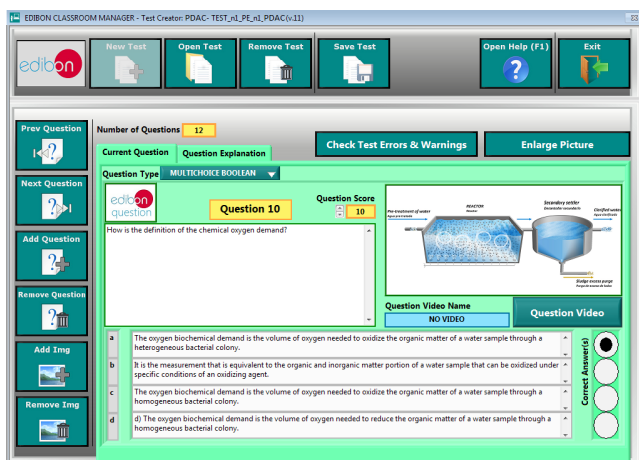 EDIBON CLASSROOM MANAGER - Test Creator: PDAC- TEST_n1_PE_n1_PDAC(v.11)
edibon
New Test
Open Test
Remove Test
Save Test
Open Help (F1)
Exit
Prev Question
Next Question
Add Question
Remove Question
Add Img
Remove Img
Number of Questions 12
Check Test Errors & Warnings
Enlarge Picture
Current Question
Question Explanation
Question Type MULTICHOICE BOOLEAN
edibon
question
Question 10
Question Score
10
How is the definition of the chemical oxygen demand?
Pre-treatment of water
REACTOR
Secondary settler
Clarified water
Sludge excess purge
Question Video Name
NO VIDEO
Question Video
a The oxygen biochemical demand is the volume of oxygen needed to oxidize the organic matter of a water sample through a
heterogeneous bacterial colony.
b It is the measurement that is equivalent to the organic and inorganic matter portion of a water sample that can be oxidized under
specific conditions of an oxidizing agent.
c The oxygen biochemical demand is the volume of oxygen needed to oxidize the organic matter of a water sample through a
homogeneous bacterial colony.
d d) The oxygen biochemical demand is the volume of oxygen needed to reduce the organic matter of a water sample through a
homogeneous bacterial colony.
Correct Answer(s)